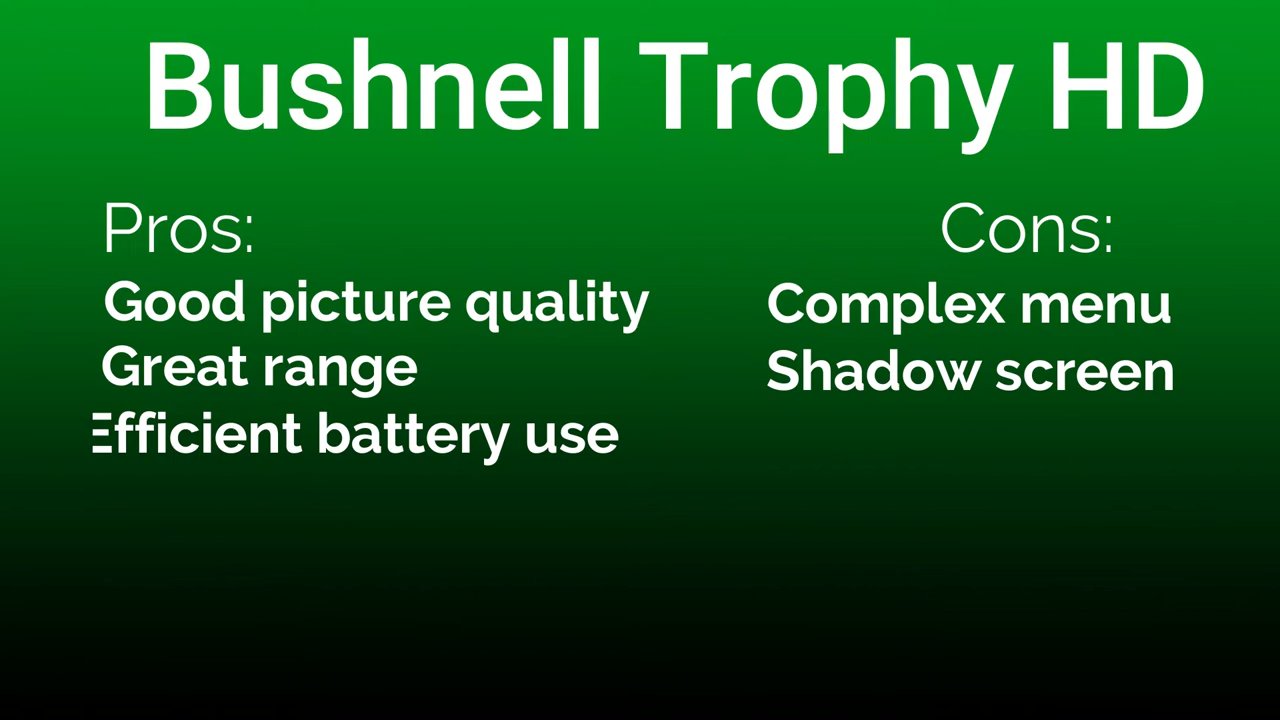 Bushnell Trophy HD
Pros:
Good picture quality
Great range
Efficient battery use
Cons:
Complex menu
Shadow screen